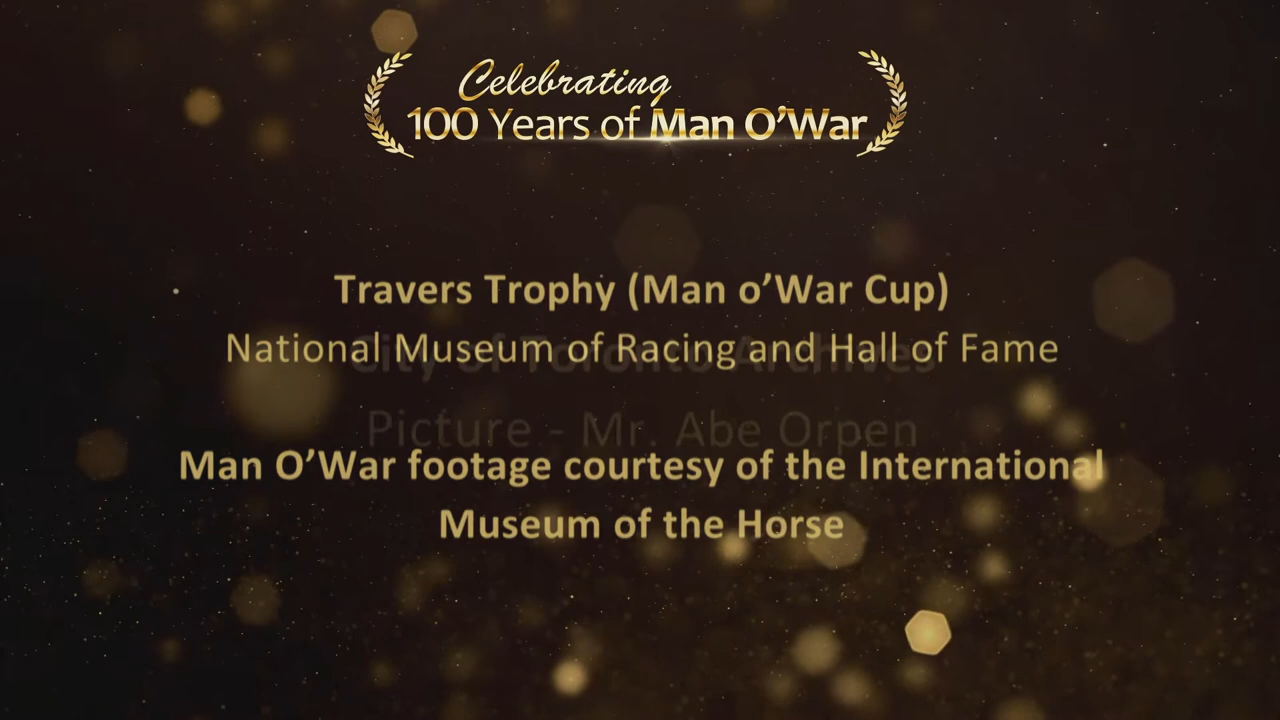 Celebrating
100 Years of Man O’War
Travers Trophy (Man o’War Cup)
National Museum of Racing and Hall of Fame
City of Toronto Archives
Picture - Mr. Abe Orpen
Man O’War footage courtesy of the International
Museum of the Horse